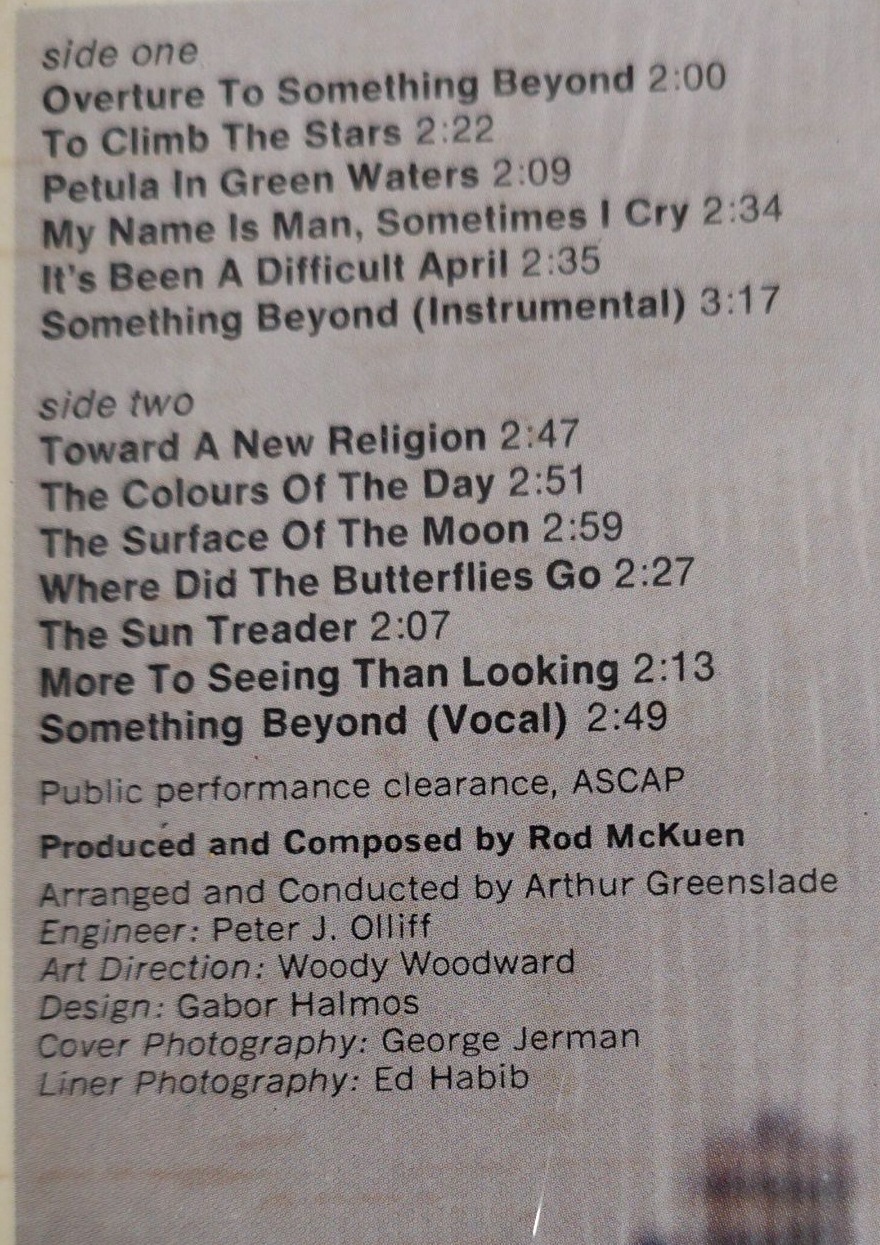 side one
Overture To Something Beyond 2:00
To Climb The Stars 2:22
Petula In Green Waters 2:09
My Name Is Man, Sometimes I Cry 2:34
It's Been A Difficult April 2:35
Something Beyond (Instrumental) 3:17
side two
Toward A New Religion 2:47
The Colours Of The Day 2:51
The Surface Of The Moon 2:59
Where Did The Butterflies Go 2:27
The Sun Treader 2:07
More To Seeing Than Looking 2:13
Something Beyond (Vocal) 2:49
Public performance clearance, ASCAP
Produced and Composed by Rod McKuen
Arranged and Conducted by Arthur Greenslade
Engineer: Peter J. Olliff
Art Direction: Woody Woodward
Design: Gabor Halmos
Cover Photography: George Jerman
Liner Photography: Ed Habib